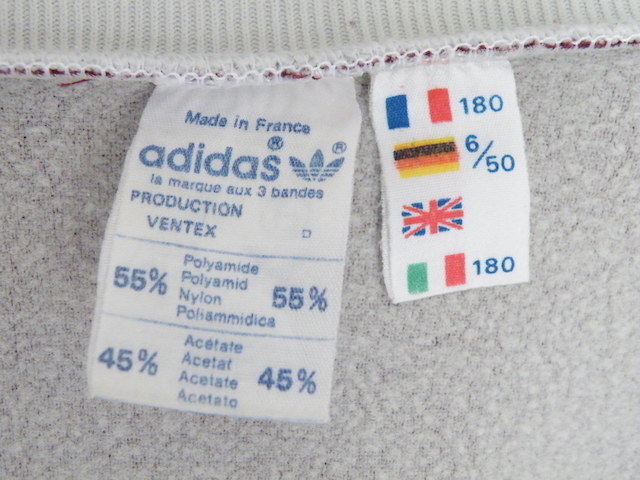 Made in France
adidas®
®
la marque aux 3 bandes
PRODUCTION
VENTEX
55% Polyamide
Polyamid
Nylon
Poliammidica 55%
45% Acétate
Acetat
Acelate
Acetato 45%
180
6/50
180